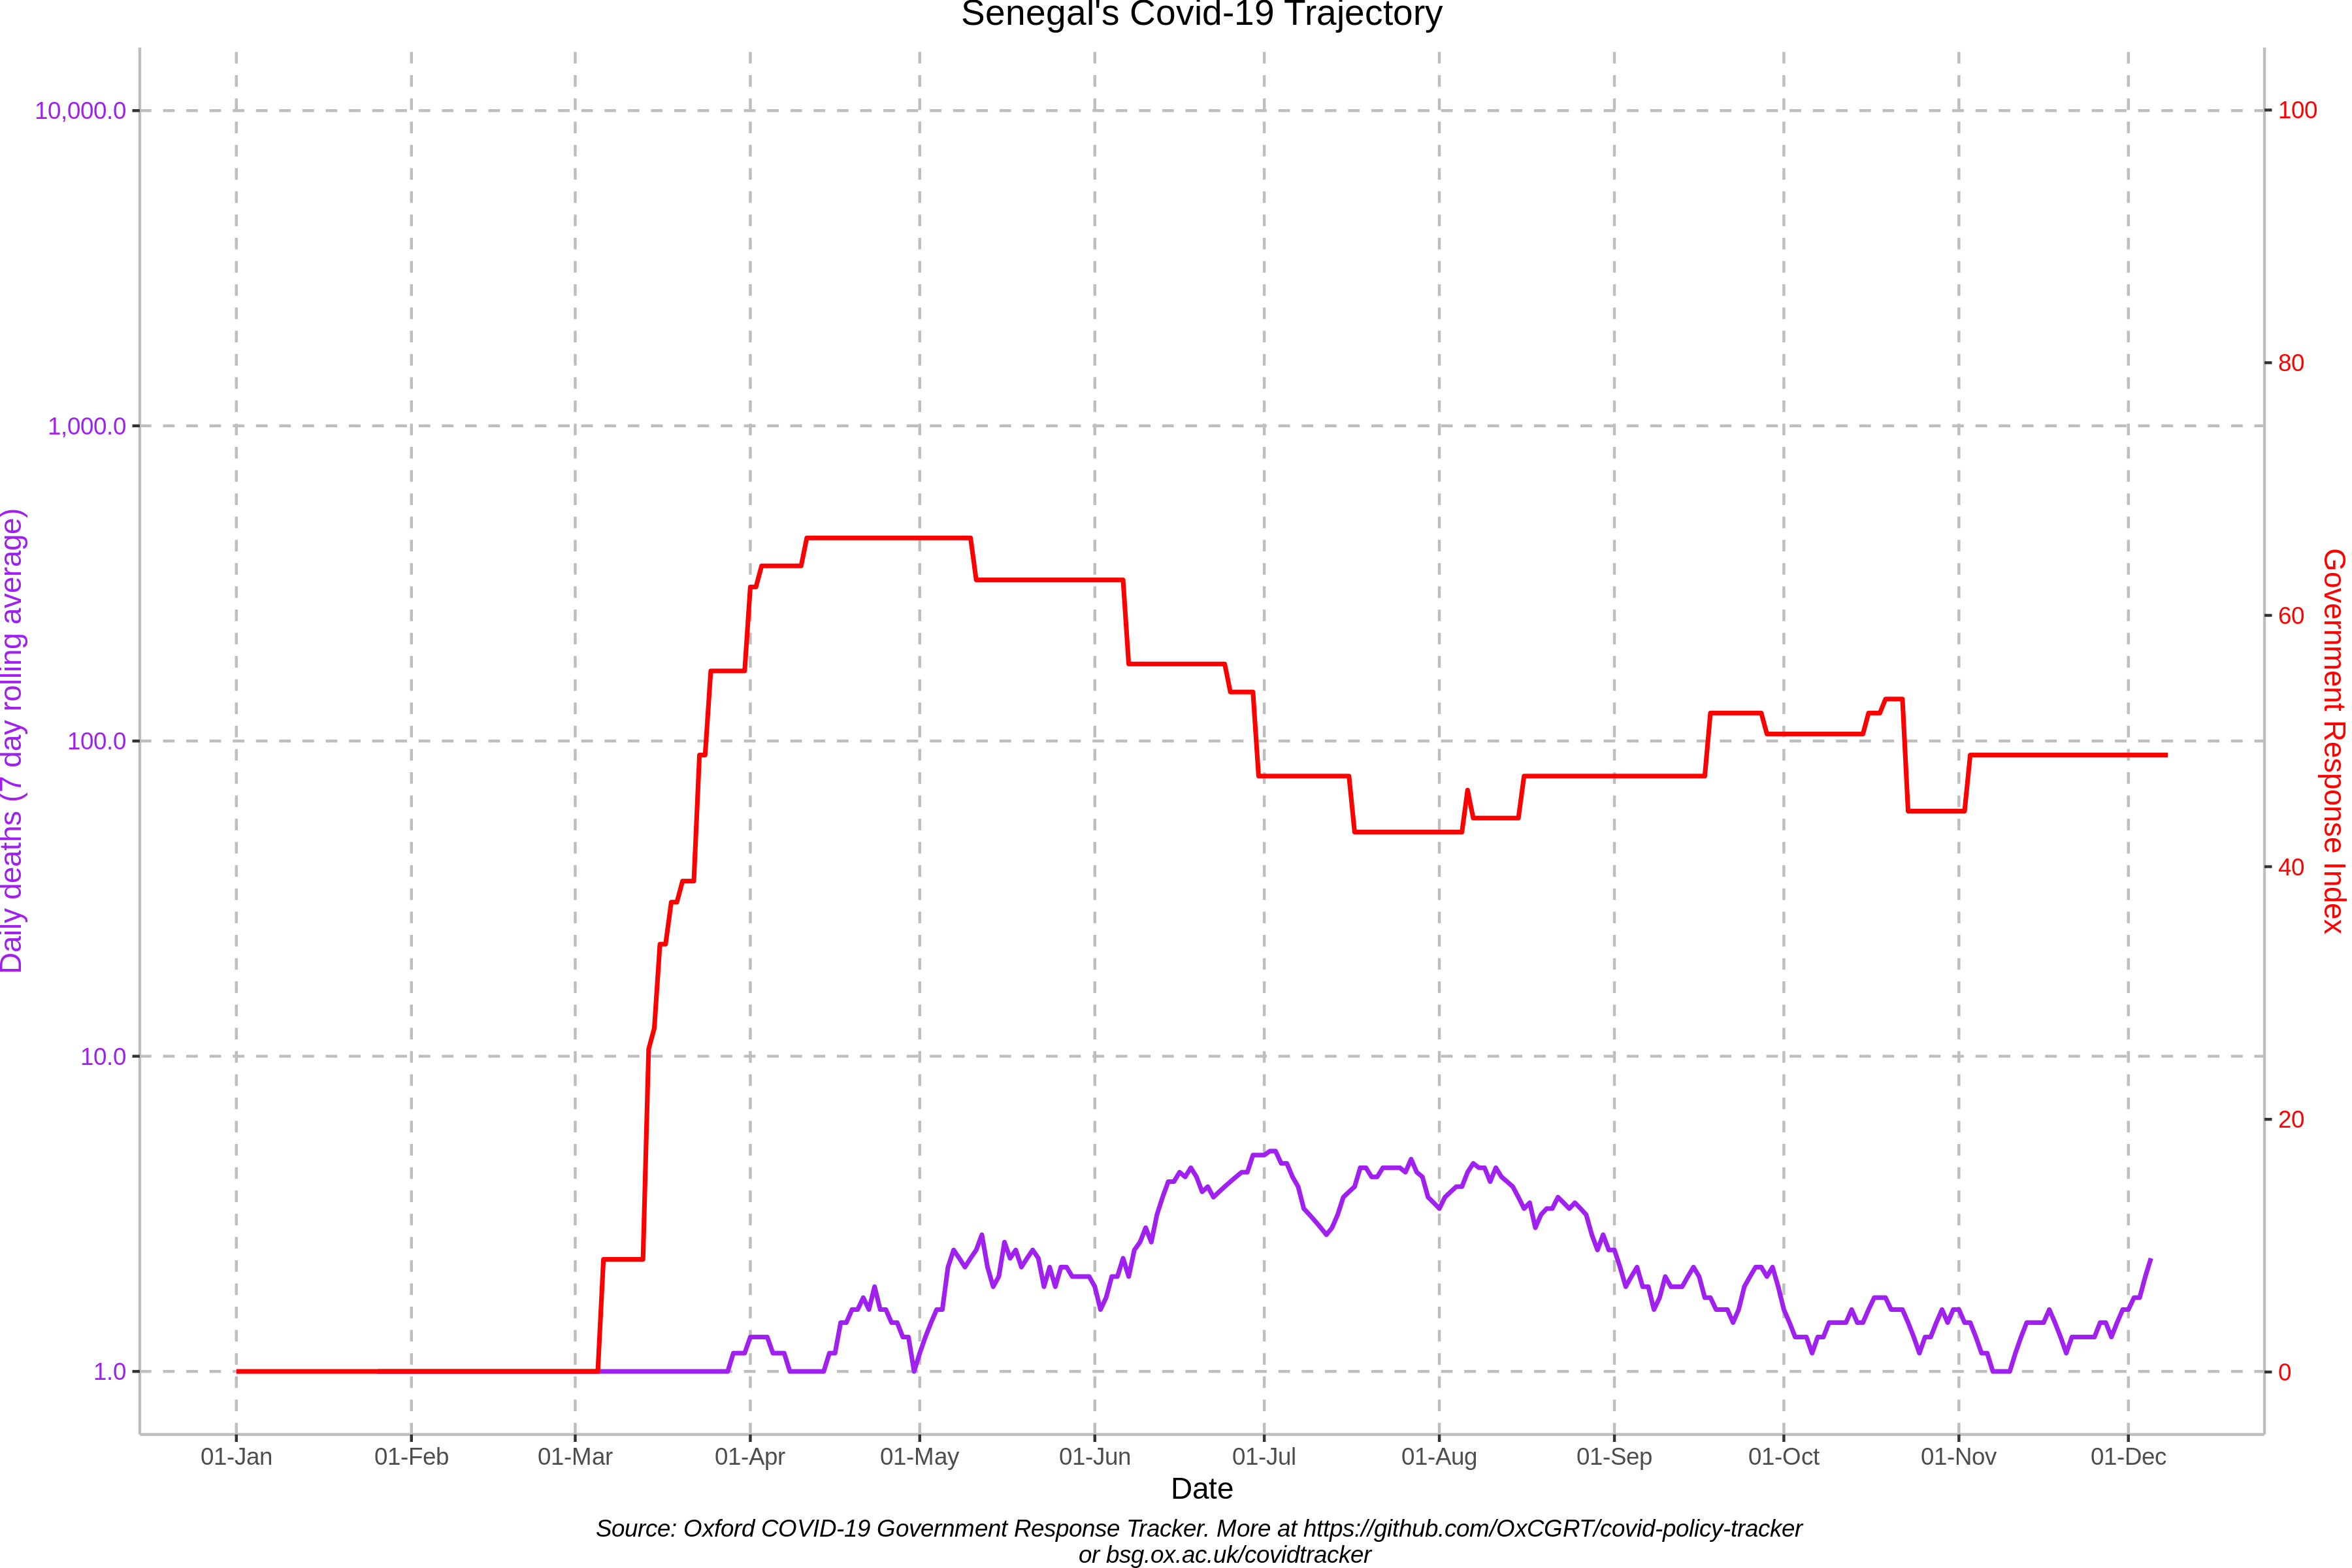 Senegal's Covid-19 Trajectory
10,000.0
1,000.0
100.0
10.0
1.0
Daily deaths (7 day rolling average)
100
80
60
40
20
0
Government Response Index
01-Jan 01-Feb 01-Mar 01-Apr 01-May 01-Jun 01-Jul 01-Aug 01-Sep 01-Oct 01-Nov 01-Dec
Date
Source: Oxford COVID-19 Government Response Tracker. More at https://github.com/OxCGRT/covid-policy-tracker
or bsg.ox.ac.uk/covidtracker